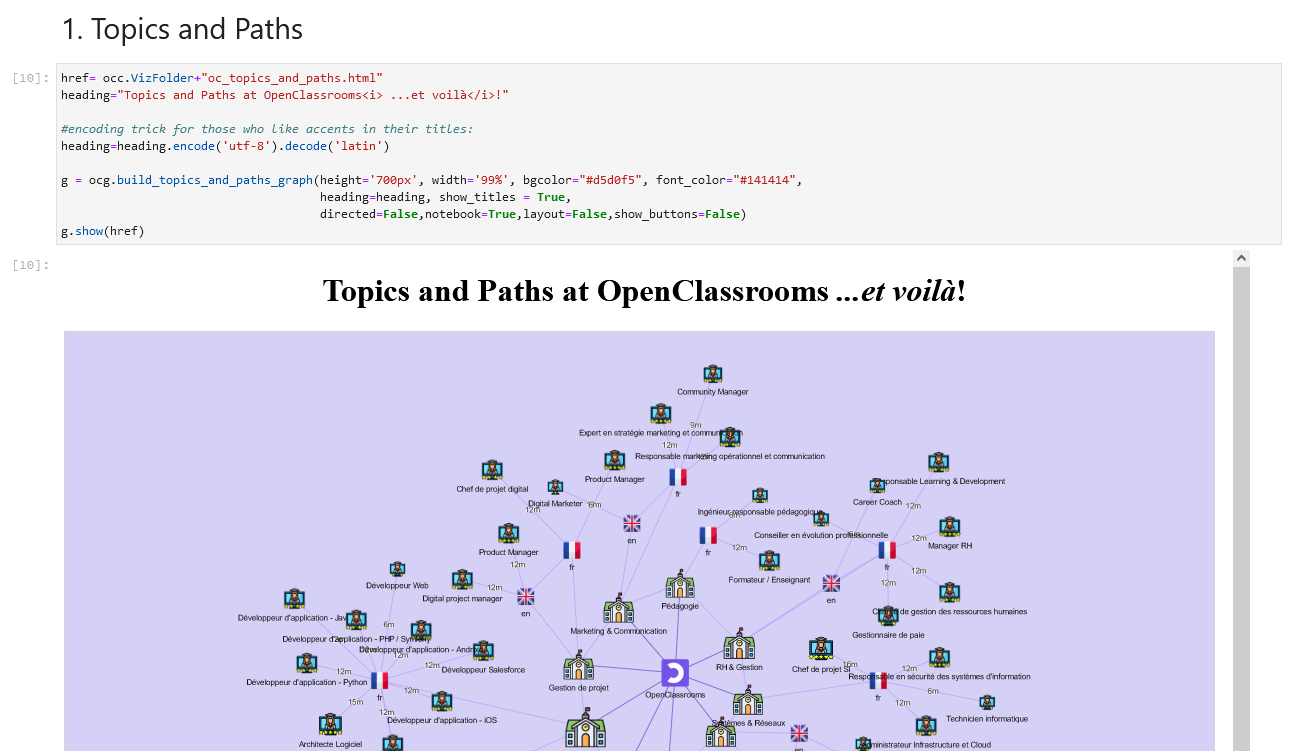 1. Topics and Paths
[10]:
href= occ.VizFolder+"oc_topics_and_paths.html"
heading="Topics and Paths at OpenClassrooms<i> ...et voilà</i>!"
#encoding trick for those who like accents in their titles:
heading=heading.encode('utf-8').decode('latin')
g = ocg.build_topics_and_paths_graph(height='700px', width='99%', bgcolor="#d5d0f5", font_color="#141414",
heading=heading, show_titles = True,
directed=False,notebook=True,layout=False,show_buttons=False)
g.show(href)
[10]:
Topics and Paths at OpenClassrooms ...et voilà!
Community Manager
9m
Expert en stratégie marketing et
12m
Responsable marketing opérationnel et communication
Product Manager
fr
Chef de projet digital
Digital Marketer
12m
6m
en
Responsable Learning & Development
Career Coach
12m
Ingénieur responsable pédagogique
Conseiller en évolution professionnelle
fr
12m
Formateur / Enseignant
12m
Manager RH
fr
12m
12m
en
Chargé de gestion des ressources humaines
Gestionnaire de paie
Product Manager
12m
fr
Développeur Web
Digital project manager
12m
en
Pédagogie
Marketing & Communication
Développeur d'application - Java
6m
Développeur d'application - PHP / Symfony
Développeur d'application - Android
12m
12m
Développeur Salesforce
Développeur d'application - Python
12m
fr
12m
Développeur d'application - iOS
15m
12m
Architecte Logiciel
Gestion de projet
OpenClassrooms
RH & Gestion
Chef de projet SI
16m
12m
Responsable en sécurité des systèmes d'information
fr
6m
12m
Technicien informatique
Systèmes & Réseaux
en
Administrateur Infrastructure et Cloud